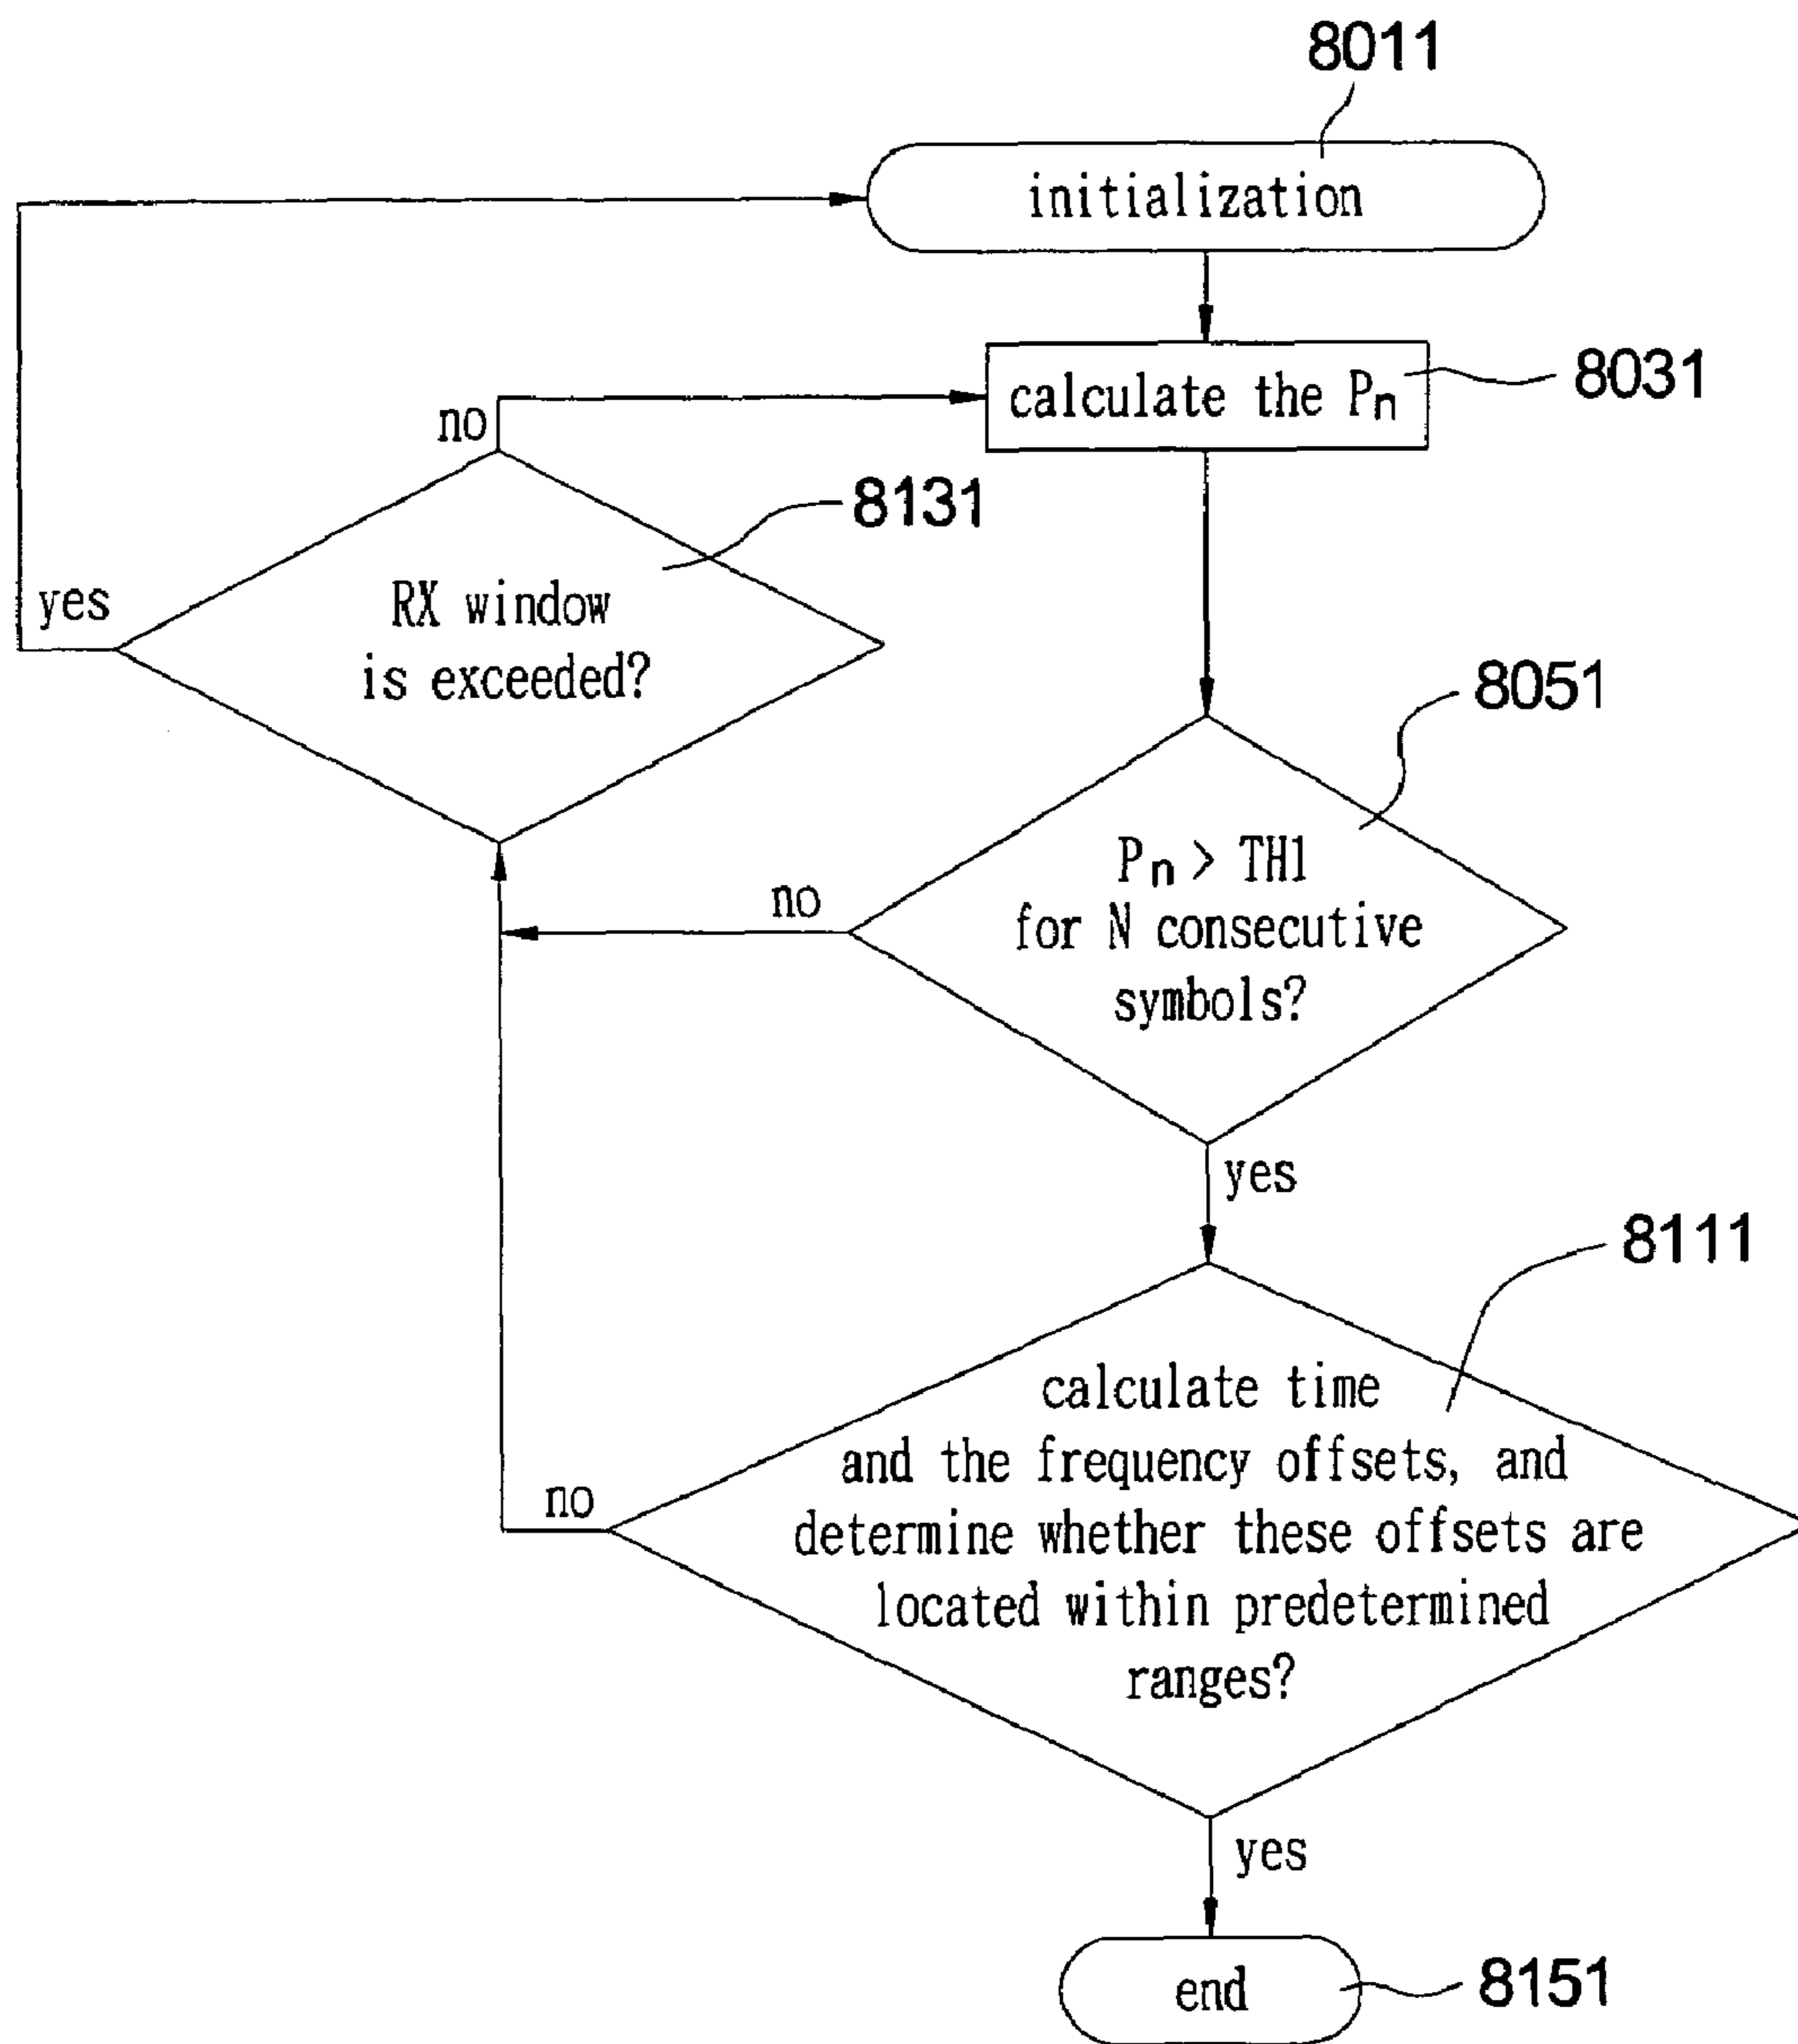 8011
initialization
calculate the Pn
8031
no
8131
RX window
is exceeded?
yes
8051
Pn > TH1
for N consecutive
symbols?
no
yes
8111
calculate time
and the frequency offsets, and
determine whether these offsets are
located within predetermined
ranges?
no
yes
end
8151